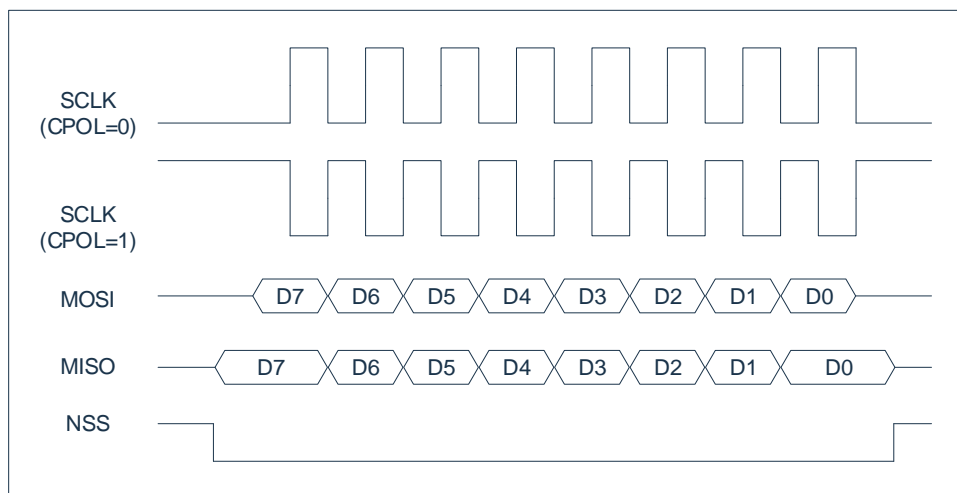 SCLK
(CPOL=0)
SCLK
(CPOL=1)
MOSI D7 D6 D5 D4 D3 D2 D1 D0
MISO D7 D6 D5 D4 D3 D2 D1 D0
NSS